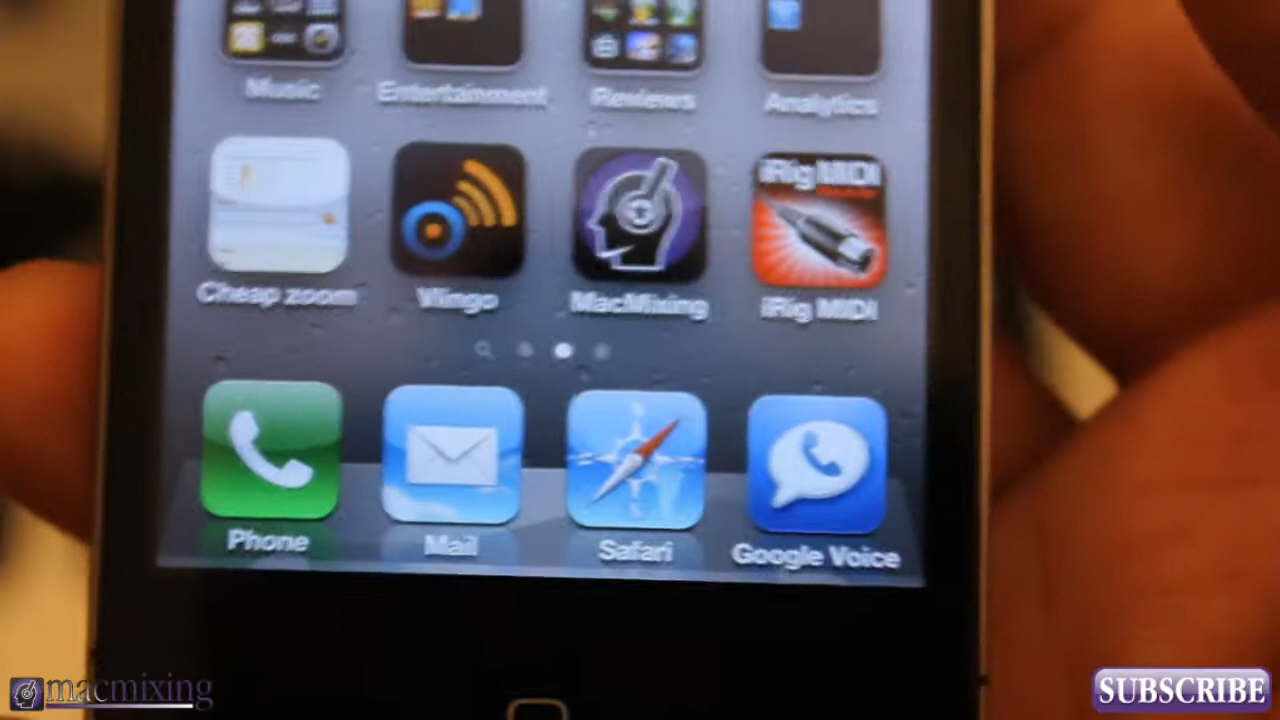 Music Entertainment Reviews Analytics
iRig MIDI
Cheap zoom Vlingo MacMixing iRig MIDI
Phone Mail Safari Google Voice
macmixing
SUBSCRIBE